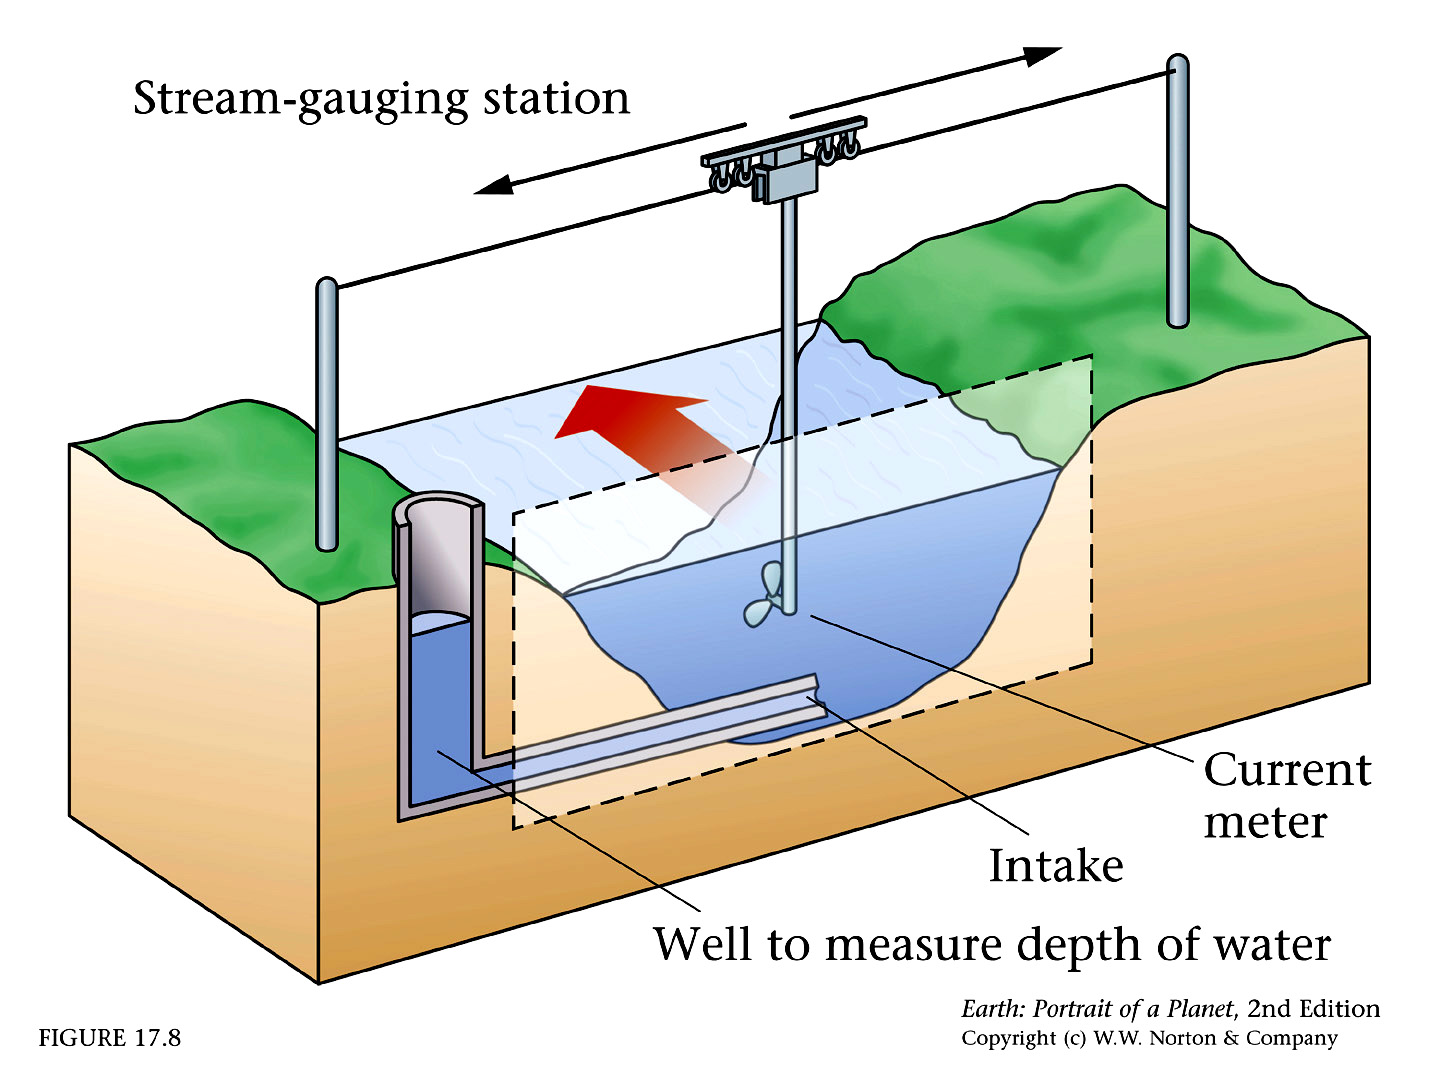 Stream-gauging station
Current
meter
Intake
Well to measure depth of water
Earth: Portrait of a Planet, 2nd Edition
FIGURE 17.8
Copyright (c) W.W. Norton & Company